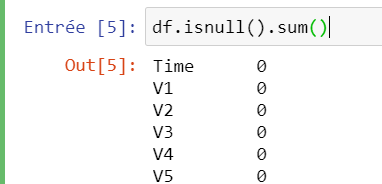 Entrée [5]: df.isnull().sum()
Out[5]: Time 0
V1 0
V2 0
V3 0
V4 0
V5 0